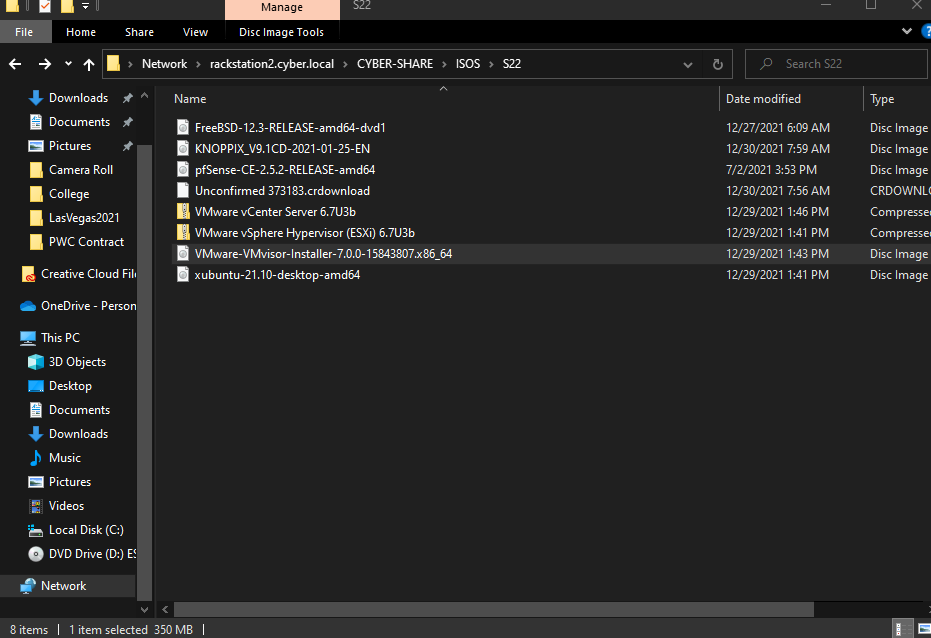 Manage S22
File Home Share View Disc Image Tools ?
Network › rackstation2.cyber.local › CYBER-SHARE › ISOS › S22 Search S22
Name Date modified Type
Downloads
Documents
Pictures
Camera Roll
College
LasVegas2021
PWC Contract
Creative Cloud File
OneDrive - Person
This PC
3D Objects
Desktop
Documents
Downloads
Music
Pictures
Videos
Local Disk (C:)
DVD Drive (D:) ES
Network
FreeBSD-12.3-RELEASE-amd64-dvd1 12/27/2021 6:09 AM Disc Image
KNOPPIX_V9.1CD-2021-01-25-EN 12/30/2021 7:59 AM Disc Image
pfSense-CE-2.5.2-RELEASE-amd64 7/2/2021 3:53 PM Disc Image
Unconfirmed 373183.crdownload 12/30/2021 7:56 AM CRDOWNLO
VMware vCenter Server 6.7U3b 12/29/2021 1:46 PM Compressed
VMware vSphere Hypervisor (ESXi) 6.7U3b 12/29/2021 1:41 PM Compressed
VMware-VMvisor-Installer-7.0.0-15843807.x86_64 12/29/2021 1:43 PM Disc Image
xubuntu-21.10-desktop-amd64 12/29/2021 1:41 PM Disc Image
8 items 1 item selected 350 MB